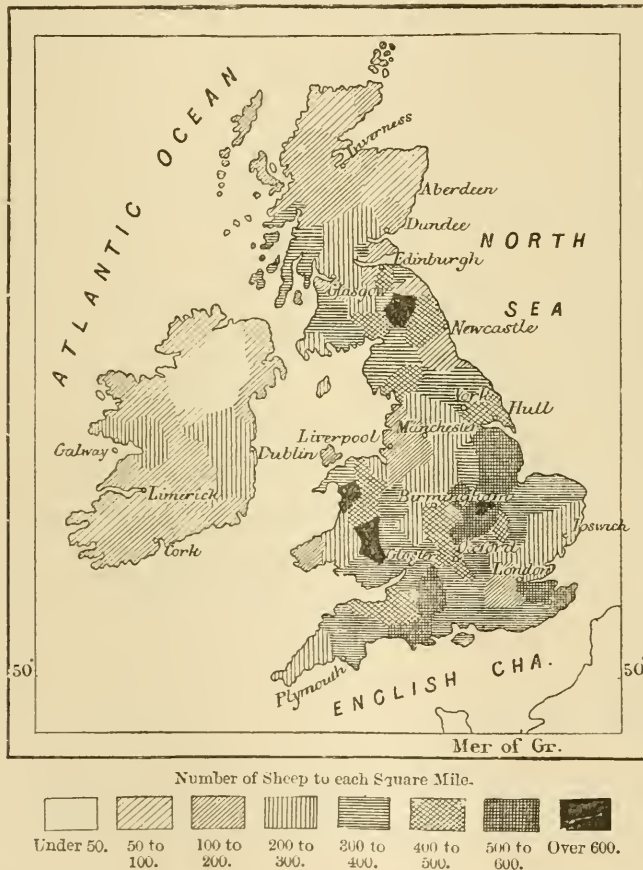 ATLANTIC OCEAN
Inverness
Aberdeen
Dundee
NORTH
Edinburgh
Glasgow
SEA
Newcastle
York
Hull
Manchester
Liverpool
Galway
Dublin
Birmingham
Limerick
Ipswich
Cork
Gloster
Oxford
London
50°
50°
Plymouth
ENGLISH CHA.
Mer of Gr.
Number of Sheep to each Square Mile.
Under 50.
50 to
100.
100 to
200.
200 to
300.
300 to
400.
400 to
500.
500 to
600.
Over 600.